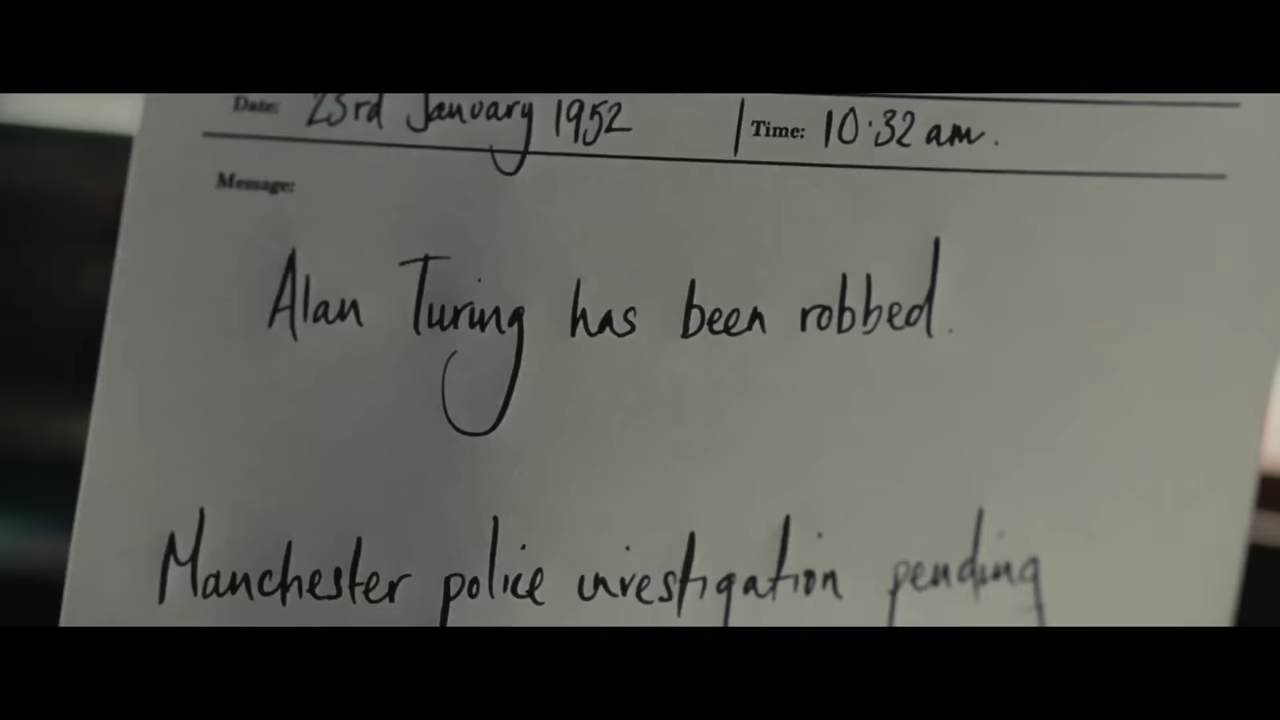 Date: 23rd January 1952 Time: 10·32 am.
Message:
Alan Turing has been robbed.
Manchester police investigation pending